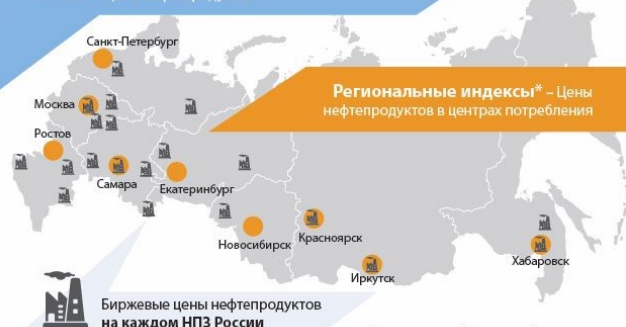 Санкт-Петербург
Региональные индексы* – Цены
нефтепродуктов в центрах потребления
Москва
Ростов
Самара
Екатеринбург
Новосибирск
Красноярск
Иркутск
Хабаровск
Биржевые цены нефтепродуктов
на каждом НПЗ России